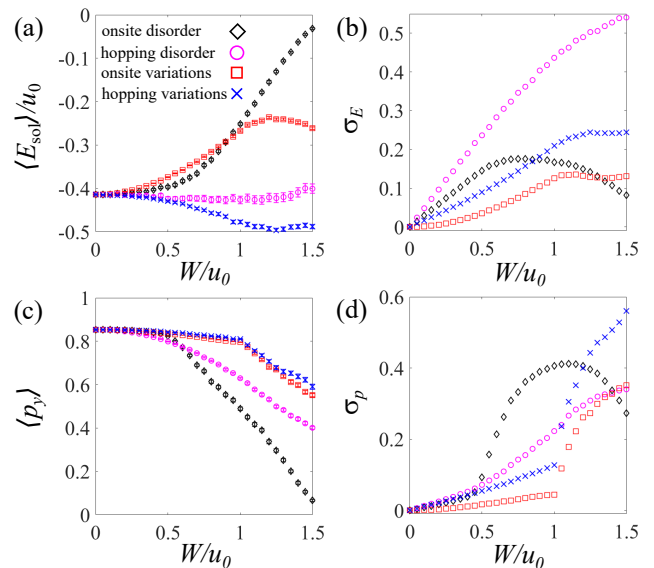 (a)
⟨E_sol⟩/u_0
0
-0.1
-0.2
-0.3
-0.4
-0.5
onsite disorder
hopping disorder
onsite variations
hopping variations
0 0.5 1 1.5
W/u_0
(b)
σ_E
0.5
0.4
0.3
0.2
0.1
0
0 0.5 1 1.5
W/u_0
(c)
⟨p_y⟩
1
0.8
0.6
0.4
0.2
0
0 0.5 1 1.5
W/u_0
(d)
σ_p
0.6
0.4
0.2
0
0 0.5 1 1.5
W/u_0